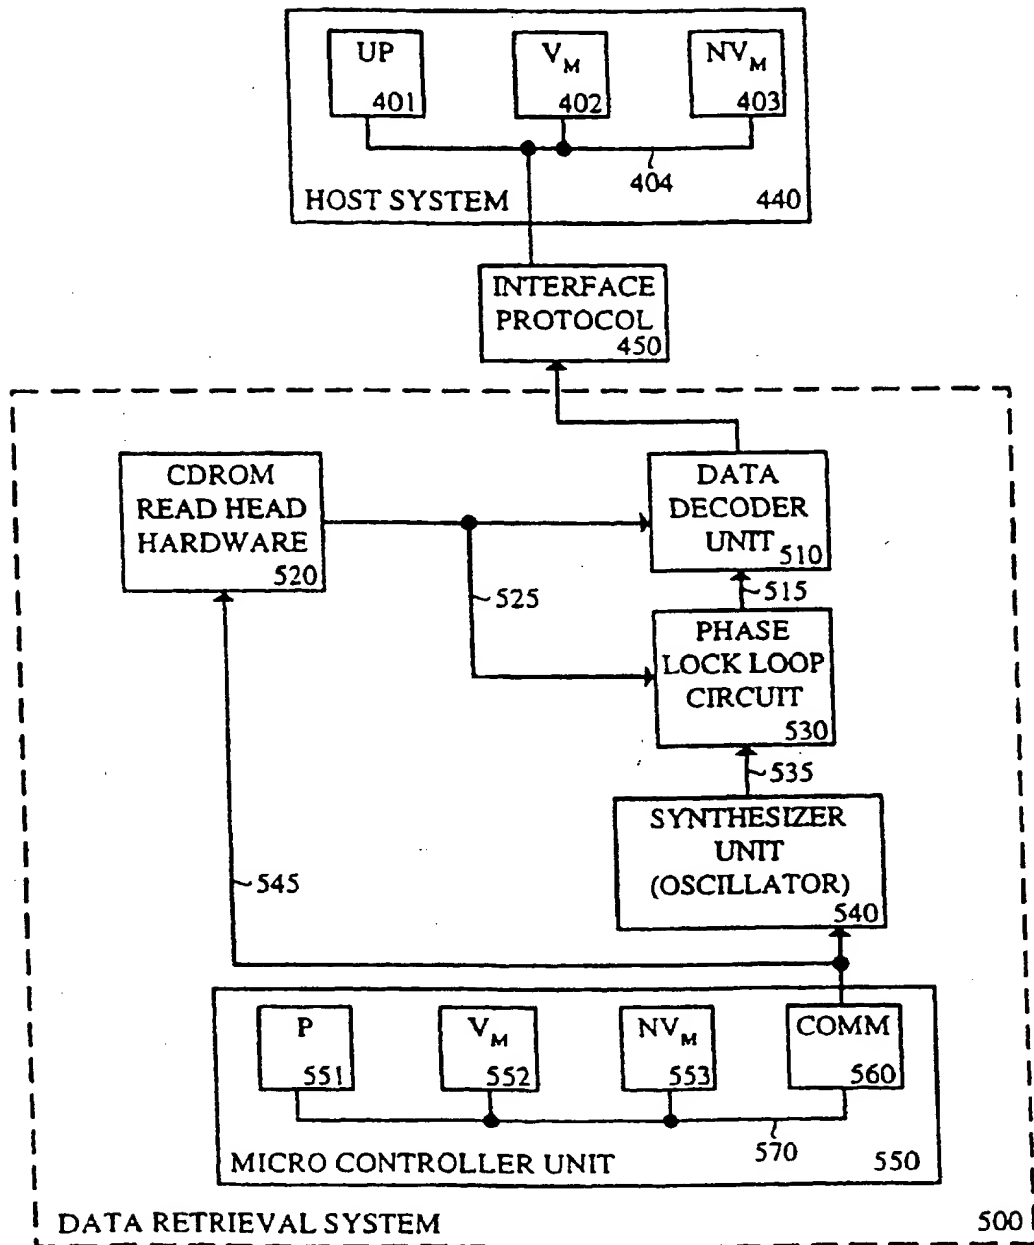 UP
401
V_M
402
NV_M
403
404
HOST SYSTEM
440
INTERFACE
PROTOCOL
450
CDROM
READ HEAD
HARDWARE
520
DATA
DECODER
UNIT
510
525
515
PHASE
LOCK LOOP
CIRCUIT
530
535
SYNTHESIZER
UNIT
(OSCILLATOR)
540
545
P
551
V_M
552
NV_M
553
COMM
560
570
MICRO CONTROLLER UNIT
550
DATA RETRIEVAL SYSTEM
500